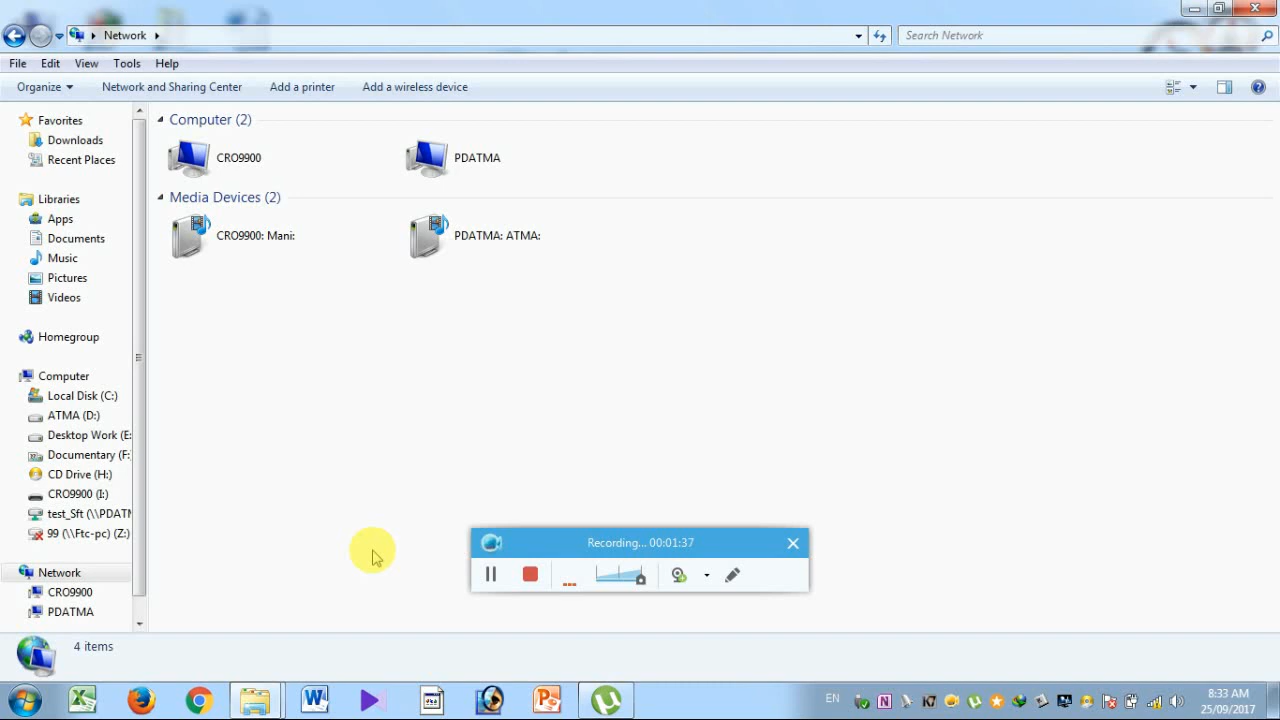 Network
Search Network
File Edit View Tools Help
Organize Network and Sharing Center Add a printer Add a wireless device
Favorites
Downloads
Recent Places
Libraries
Apps
Documents
Music
Pictures
Videos
Homegroup
Computer
Local Disk (C:)
ATMA (D:)
Desktop Work (E:
Documentary (F:
CD Drive (H:)
CRO9900 (I:)
test_Sft (\\PDATM
99 (\\Ftc-pc) (Z:)
Network
CRO9900
PDATMA
Computer (2)
CRO9900 PDATMA
Media Devices (2)
CRO9900: Mani: PDATMA: ATMA:
Recording... 00:01:37
4 items
EN
8:33 AM
25/09/2017